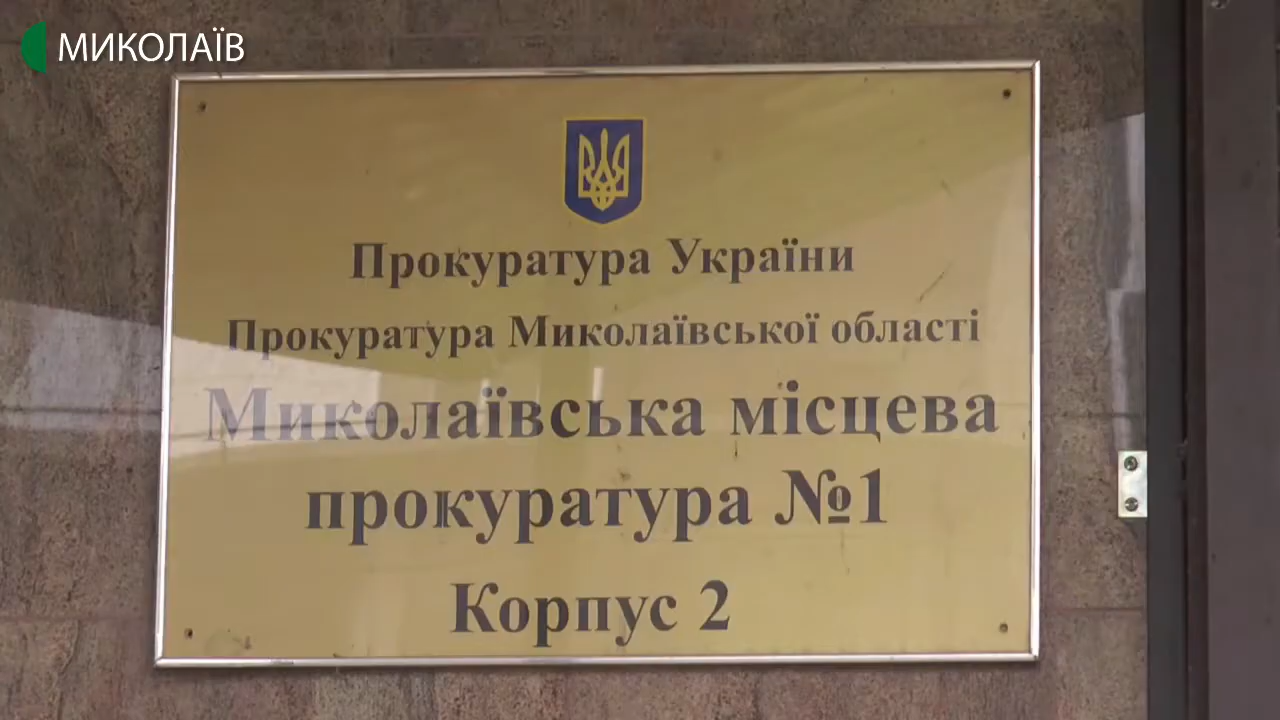 МИКОЛАЇВ
Прокуратура України
Прокуратура Миколаївської області
Миколаївська місцева
прокуратура №1
Корпус 2